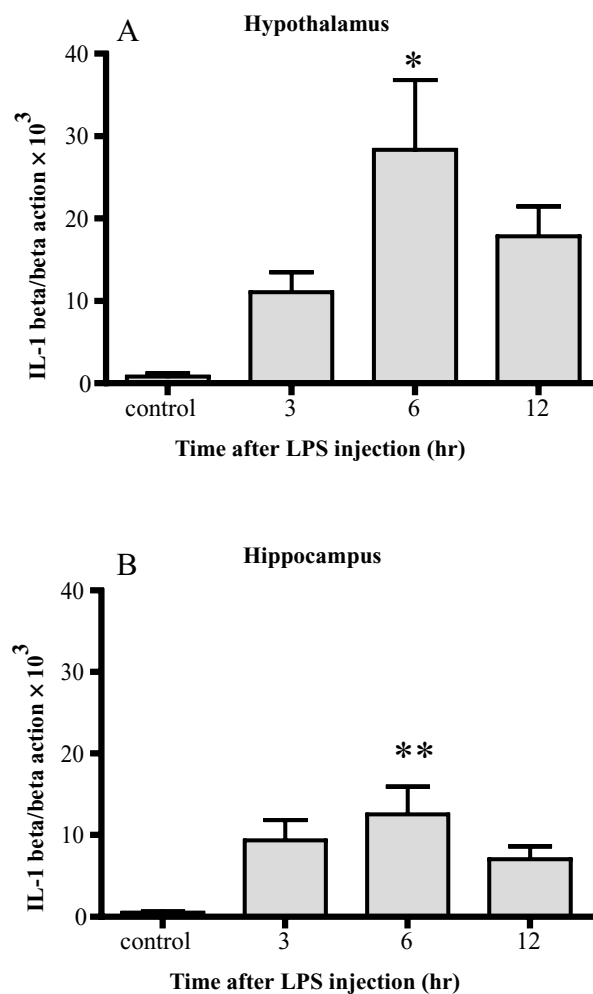 A
Hypothalamus
IL-1 beta/beta action × 10³
40
30
20
10
0
*
control 3 6 12
Time after LPS injection (hr)
B
Hippocampus
IL-1 beta/beta action × 10³
40
30
20
10
0
**
control 3 6 12
Time after LPS injection (hr)